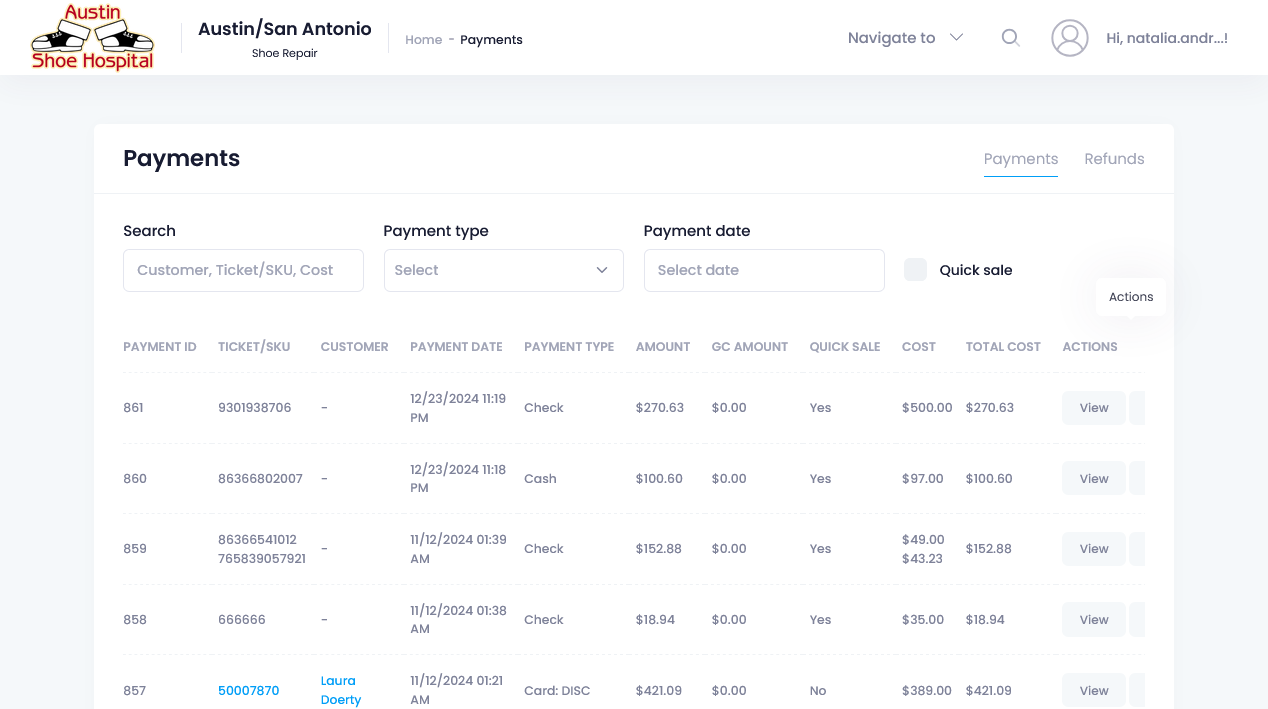 Austin
Shoe Hospital
Austin/San Antonio
Shoe Repair
Home - Payments
Navigate to
Hi, natalia.andr...!
Payments
Payments Refunds
Search Payment type Payment date
Customer, Ticket/SKU, Cost Select Select date Quick sale
Actions
PAYMENT ID TICKET/SKU CUSTOMER PAYMENT DATE PAYMENT TYPE AMOUNT GC AMOUNT QUICK SALE COST TOTAL COST ACTIONS
861 9301938706 - 12/23/2024 11:19 PM Check $270.63 $0.00 Yes $500.00 $270.63 View
860 86366802007 - 12/23/2024 11:18 PM Cash $100.60 $0.00 Yes $97.00 $100.60 View
859 86366541012 765839057921 - 11/12/2024 01:39 AM Check $152.88 $0.00 Yes $49.00 $43.23 $152.88 View
858 666666 - 11/12/2024 01:38 AM Check $18.94 $0.00 Yes $35.00 $18.94 View
857 50007870 Laura Doerty 11/12/2024 01:21 AM Card: DISC $421.09 $0.00 No $389.00 $421.09 View